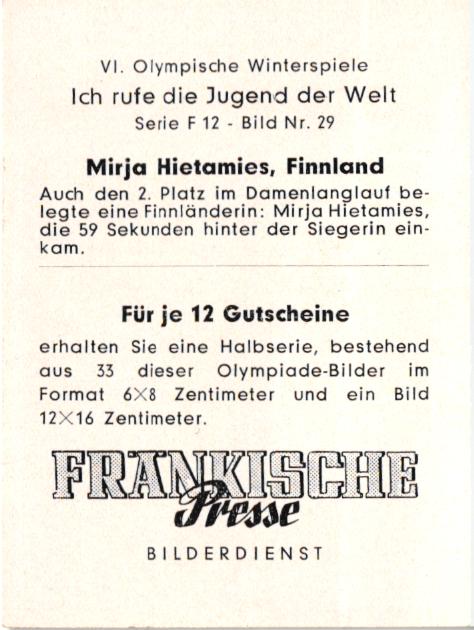 VI. Olympische Winterspiele
Ich rufe die Jugend der Welt
Serie F 12 - Bild Nr. 29
Mirja Hietamies, Finnland
Auch den 2. Platz im Damenlanglauf be-
legte eine Finnländerin: Mirja Hietamies,
die 59 Sekunden hinter der Siegerin ein-
kam.
Für je 12 Gutscheine
erhalten Sie eine Halbserie, bestehend
aus 33 dieser Olympiade-Bilder im
Format 6×8 Zentimeter und ein Bild
12×16 Zentimeter.
FRÄNKISCHE
Presse
BILDERDIENST